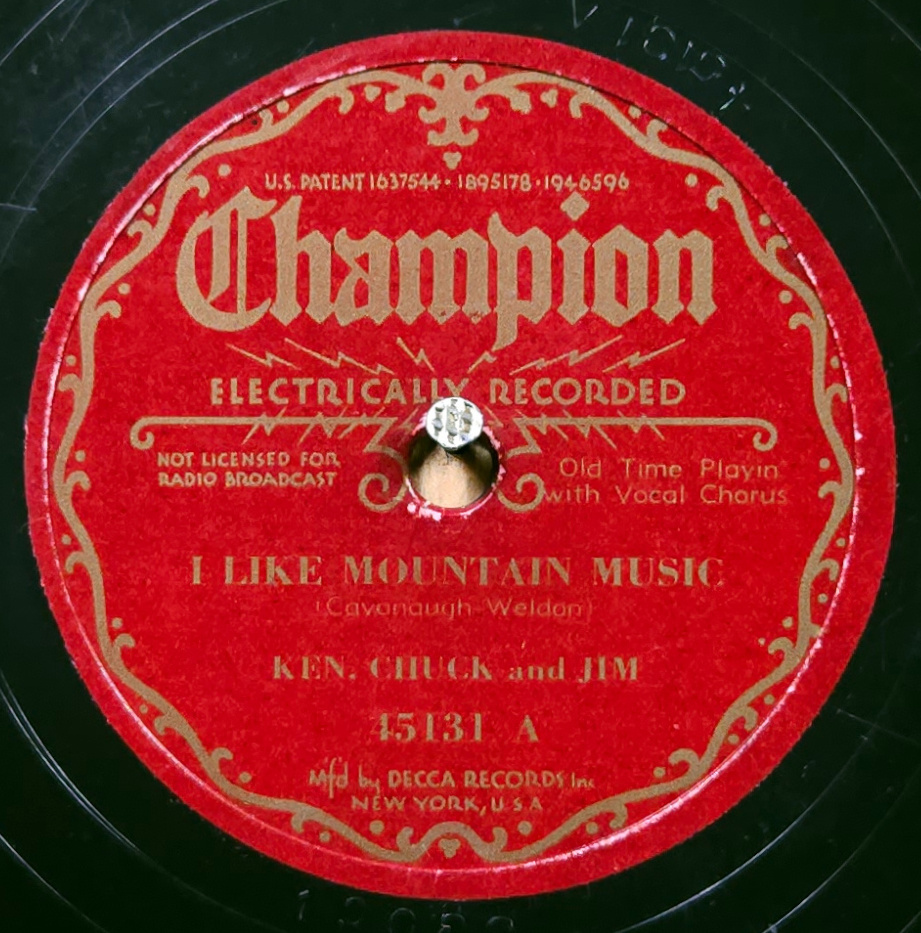 U.S. PATENT 1637544 · 1895178 · 1946596
Champion
ELECTRICALLY RECORDED
NOT LICENSED FOR
RADIO BROADCAST
Old Time Playin
with Vocal Chorus
I LIKE MOUNTAIN MUSIC
(Cavanaugh-Weldon)
KEN. CHUCK and JIM
45131 A
Mfd by DECCA RECORDS Inc
NEW YORK, U S A